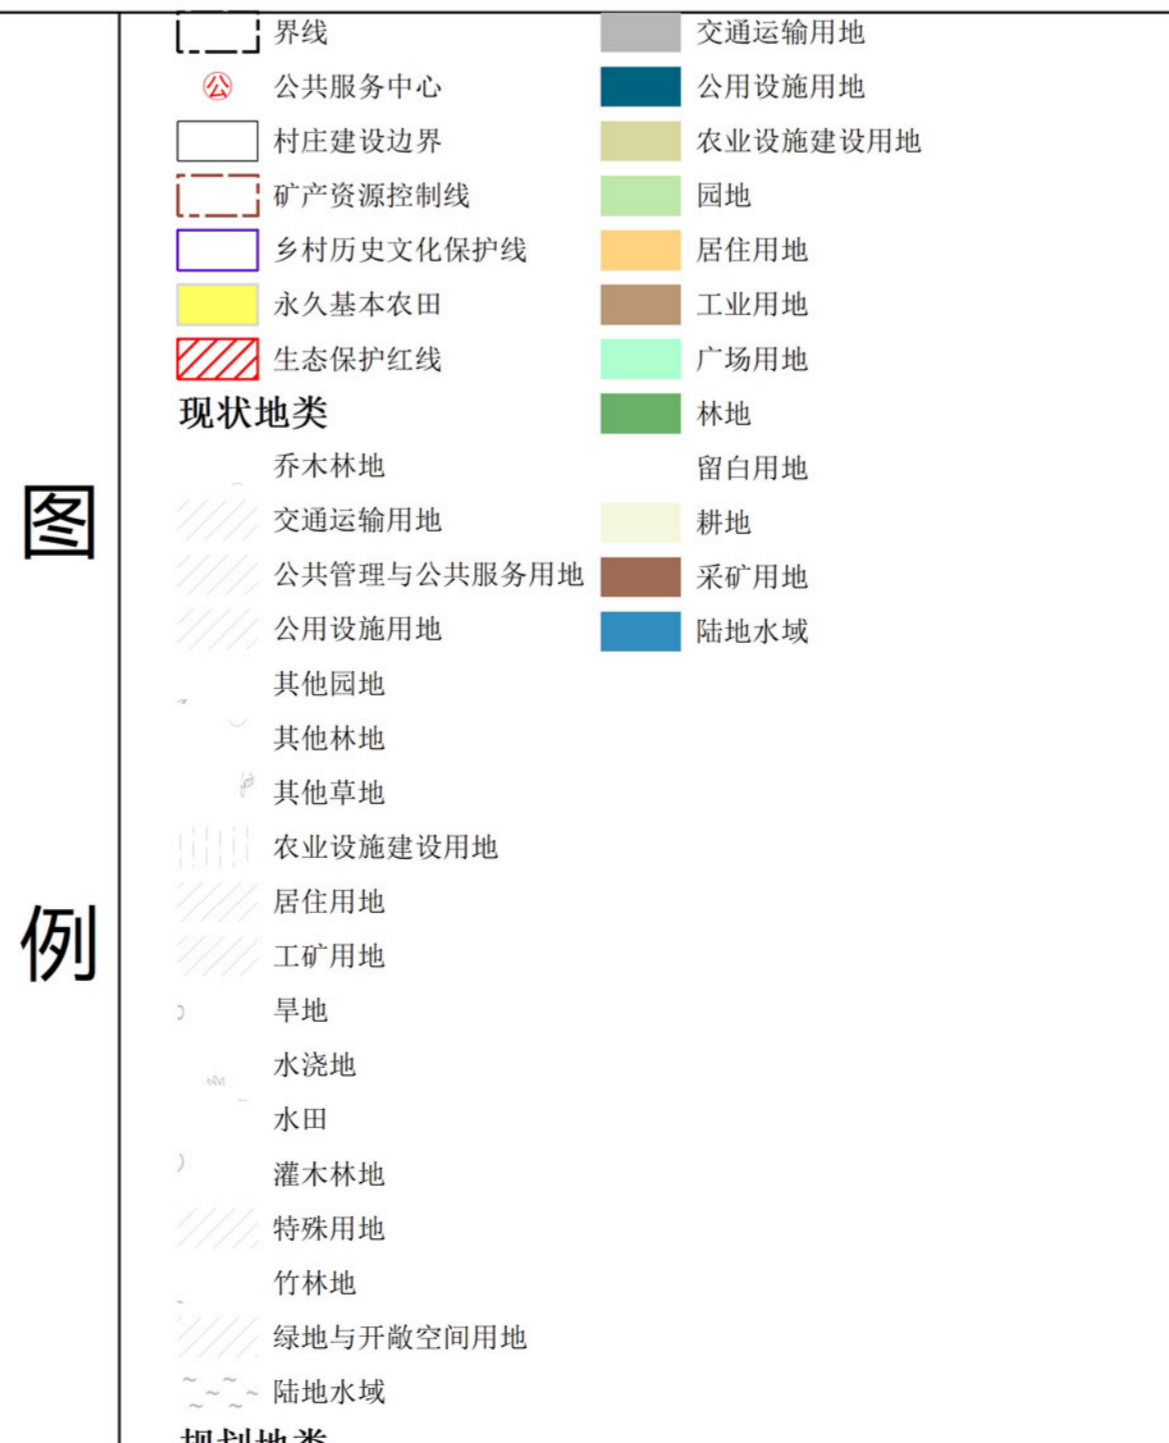 图例
界线
公
公共服务中心
村庄建设边界
矿产资源控制线
乡村历史文化保护线
永久基本农田
生态保护红线
现状地类
乔木林地
交通运输用地
公共管理与公共服务用地
公用设施用地
其他园地
其他林地
其他草地
农业设施建设用地
居住用地
工矿用地
旱地
水浇地
水田
灌木林地
特殊用地
竹林地
绿地与开敞空间用地
陆地水域
规划地类
交通运输用地
公用设施用地
农业设施建设用地
园地
居住用地
工业用地
广场用地
林地
留白用地
耕地
采矿用地
陆地水域